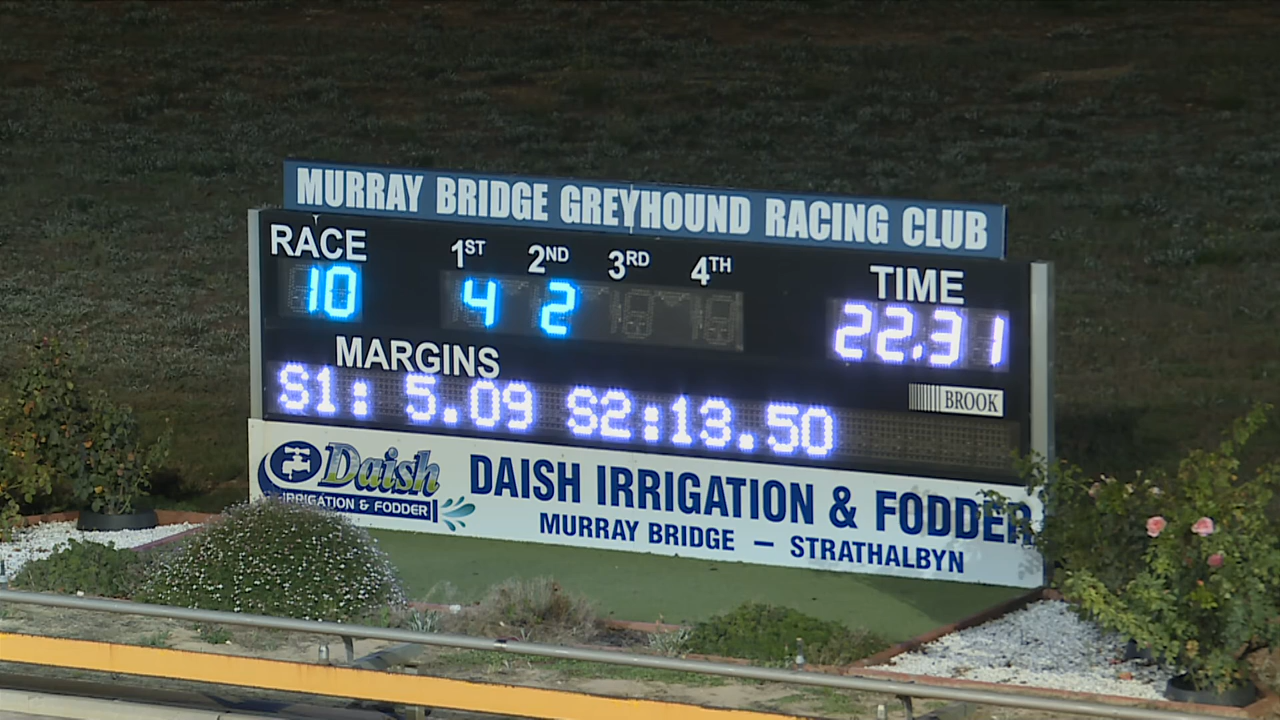 MURRAY BRIDGE GREYHOUND RACING CLUB
RACE 1ST 2ND 3RD 4TH TIME
10 4 2 22.31
MARGINS
S1: 5.09 S2:13.50
BROOK
Daish
IRRIGATION & FODDER
DAISH IRRIGATION & FODDER
MURRAY BRIDGE – STRATHALBYN